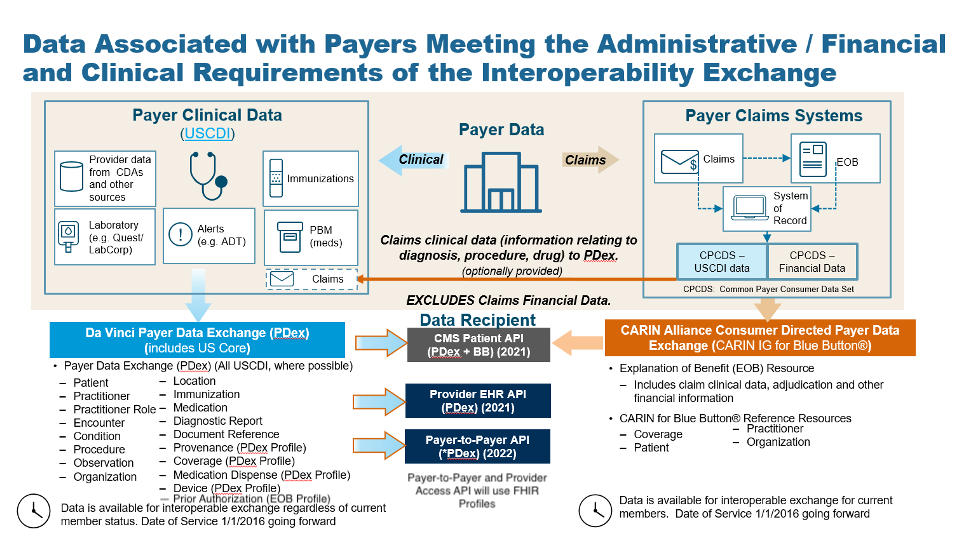 Data Associated with Payers Meeting the Administrative / Financial
and Clinical Requirements of the Interoperability Exchange
Payer Clinical Data
(USCDI)
Provider data
from CDAs
and other
sources
Immunizations
Laboratory
(e.g. Quest/
LabCorp)
Alerts
(e.g. ADT)
PBM
(meds)
Claims
Payer Data
Clinical
Claims
Claims clinical data (information relating to
diagnosis, procedure, drug) to PDex.
(optionally provided)
EXCLUDES Claims Financial Data.
Payer Claims Systems
Claims
EOB
System
of
Record
CPCDS –
USCDI data
CPCDS –
Financial Data
CPCDS: Common Payer Consumer Data Set
Da Vinci Payer Data Exchange (PDex)
(includes US Core)
• Payer Data Exchange (PDex) (All USCDI, where possible)
– Patient
– Practitioner
– Practitioner Role
– Encounter
– Condition
– Procedure
– Observation
– Organization
– Location
– Immunization
– Medication
– Diagnostic Report
– Document Reference
– Provenance (PDex Profile)
– Coverage (PDex Profile)
– Medication Dispense (PDex Profile)
– Device (PDex Profile)
– Prior Authorization (EOB Profile)
Data is available for interoperable exchange regardless of current
member status. Date of Service 1/1/2016 going forward
Data Recipient
CMS Patient API
(PDex + BB) (2021)
Provider EHR API
(PDex) (2021)
Payer-to-Payer API
(*PDex) (2022)
Payer-to-Payer and Provider
Access API will use FHIR
Profiles
CARIN Alliance Consumer Directed Payer Data
Exchange (CARIN IG for Blue Button®)
• Explanation of Benefit (EOB) Resource
– Includes claim clinical data, adjudication and other
financial information
• CARIN for Blue Button® Reference Resources
– Coverage
– Patient
– Practitioner
– Organization
Data is available for interoperable exchange for current
members. Date of Service 1/1/2016 going forward